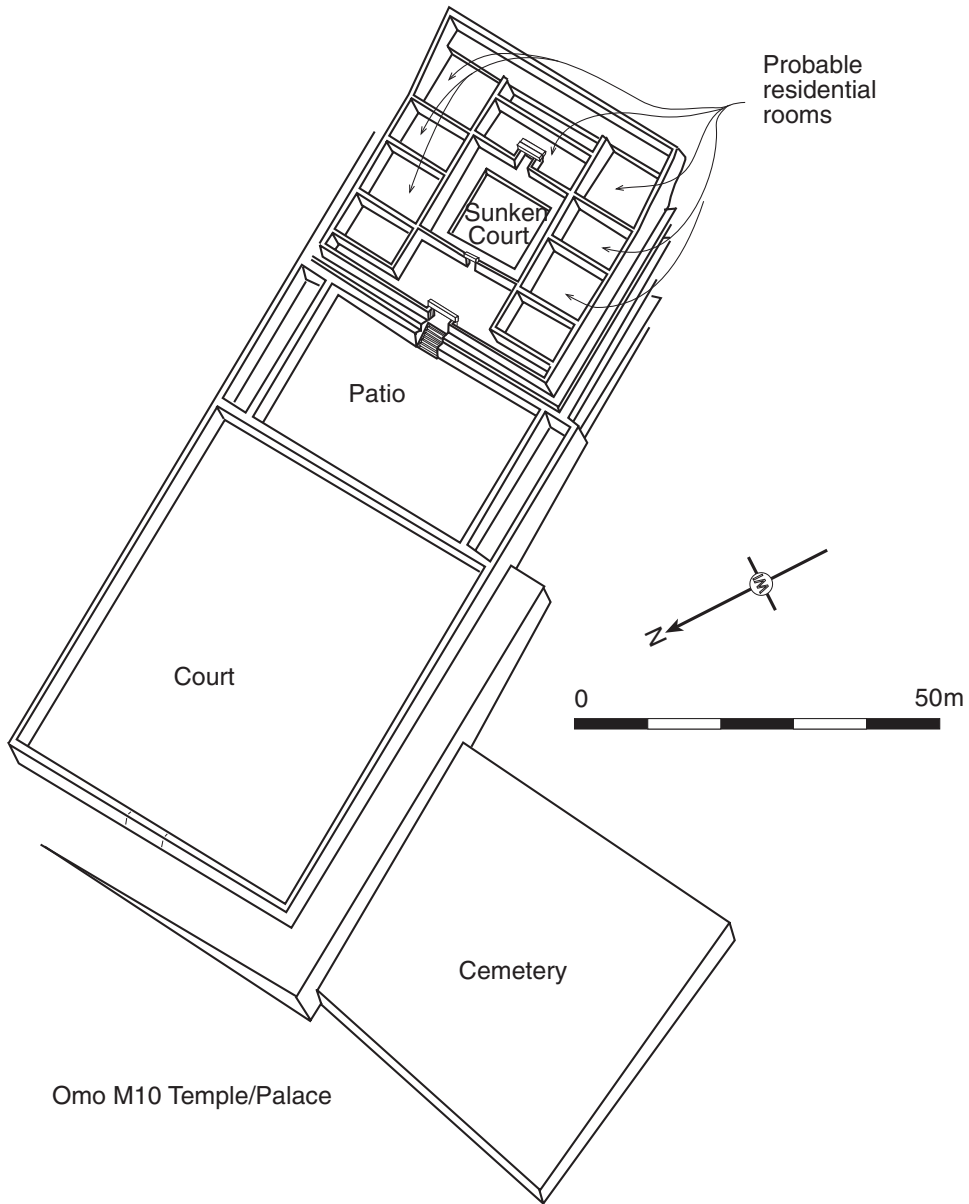 Probable
residential
rooms
Sunken
Court
Patio
Court
N
0 50m
Cemetery
Omo M10 Temple/Palace